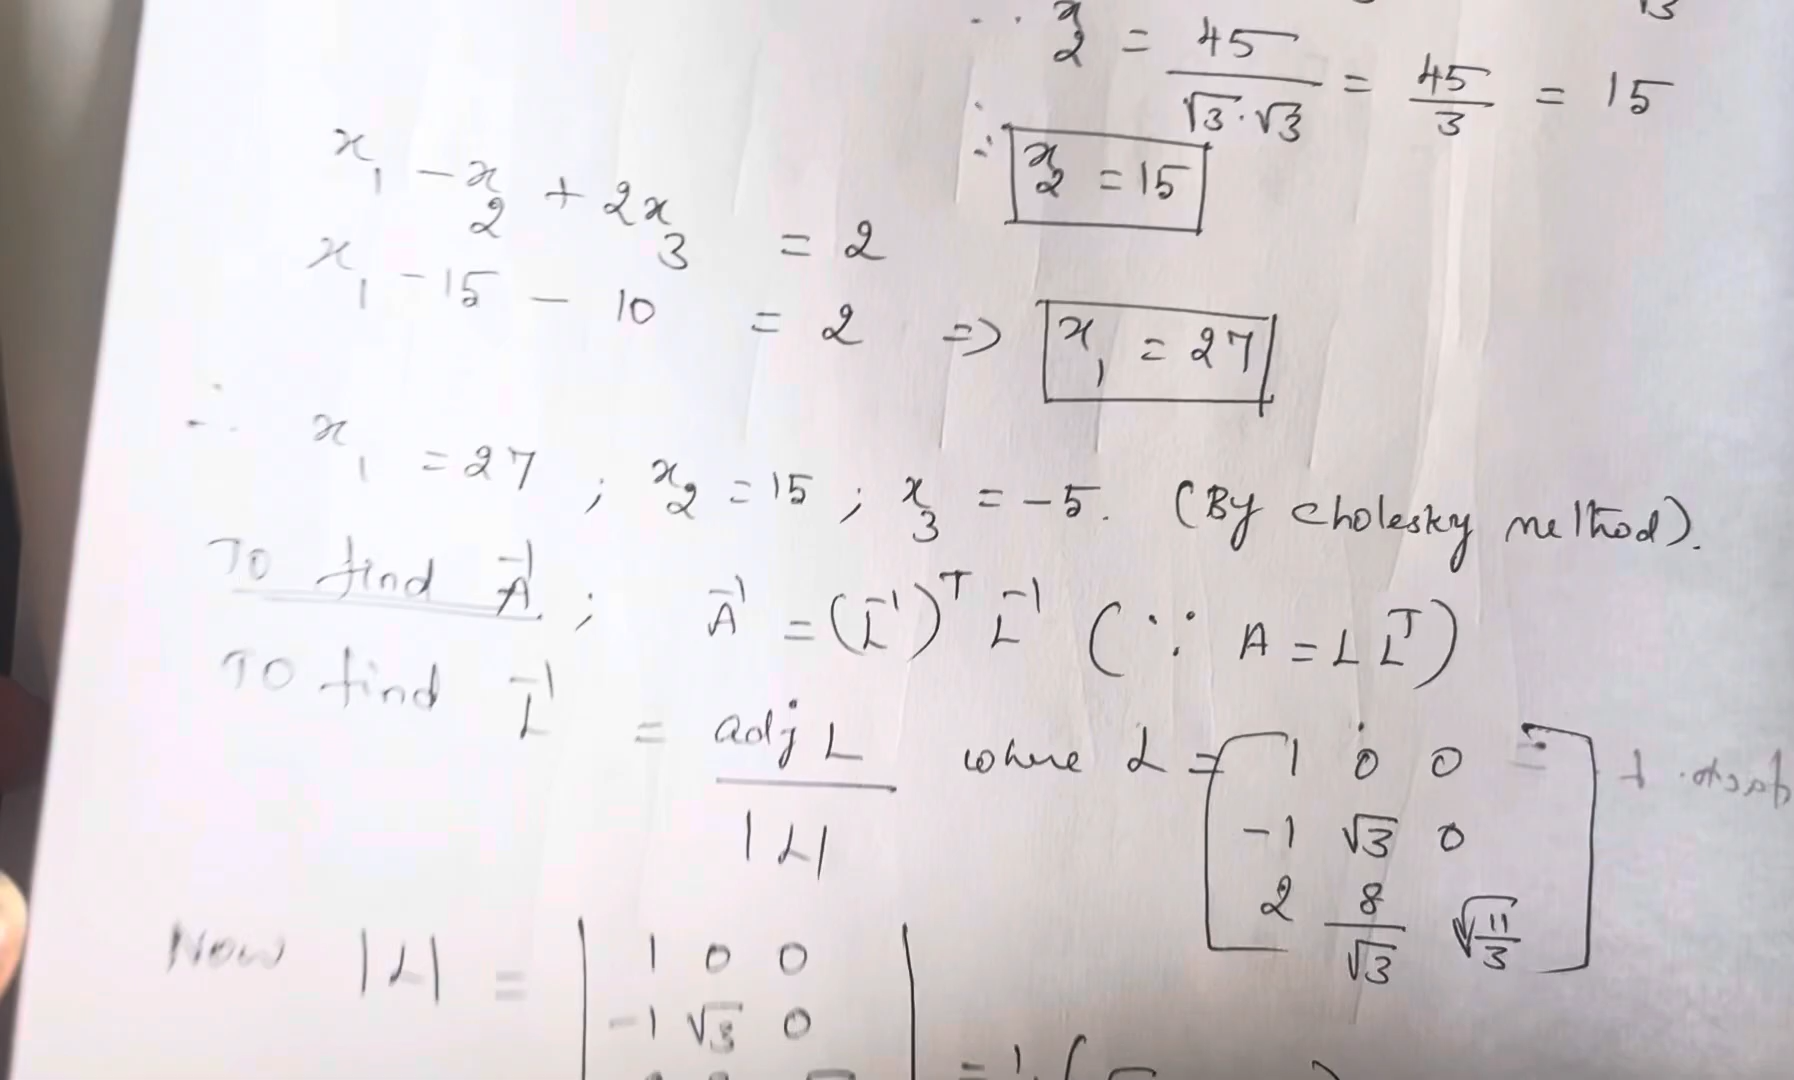 √3
∴ x₂ = 45/(√3·√3) = 45/3 = 15
∴ x₂ = 15
x₁ - x₂ + 2x₃ = 2
x₁ - 15 - 10 = 2 => x₁ = 27
∴ x₁ = 27 ; x₂ = 15 ; x₃ = -5. (By Cholesky method).
To find A⁻¹ ; A⁻¹ = (L⁻¹)ᵀ L⁻¹ (∵ A = L Lᵀ)
To find L⁻¹ = adj L / |L| where L = [1 0 0
-1 √3 0
2 8/√3 √(11/3)]
Now |L| = | 1 0 0
-1 √3 0 |
= 1 (